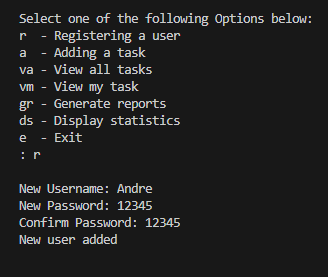 Select one of the following Options below:
r  - Registering a user
a  - Adding a task
va - View all tasks
vm - View my task
gr - Generate reports
ds - Display statistics
e  - Exit
: r
New Username: Andre
New Password: 12345
Confirm Password: 12345
New user added